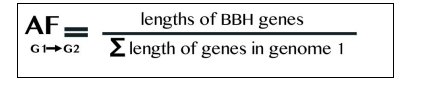 AF = lengths of BBH genes
G1→G2 Σ length of genes in genome 1